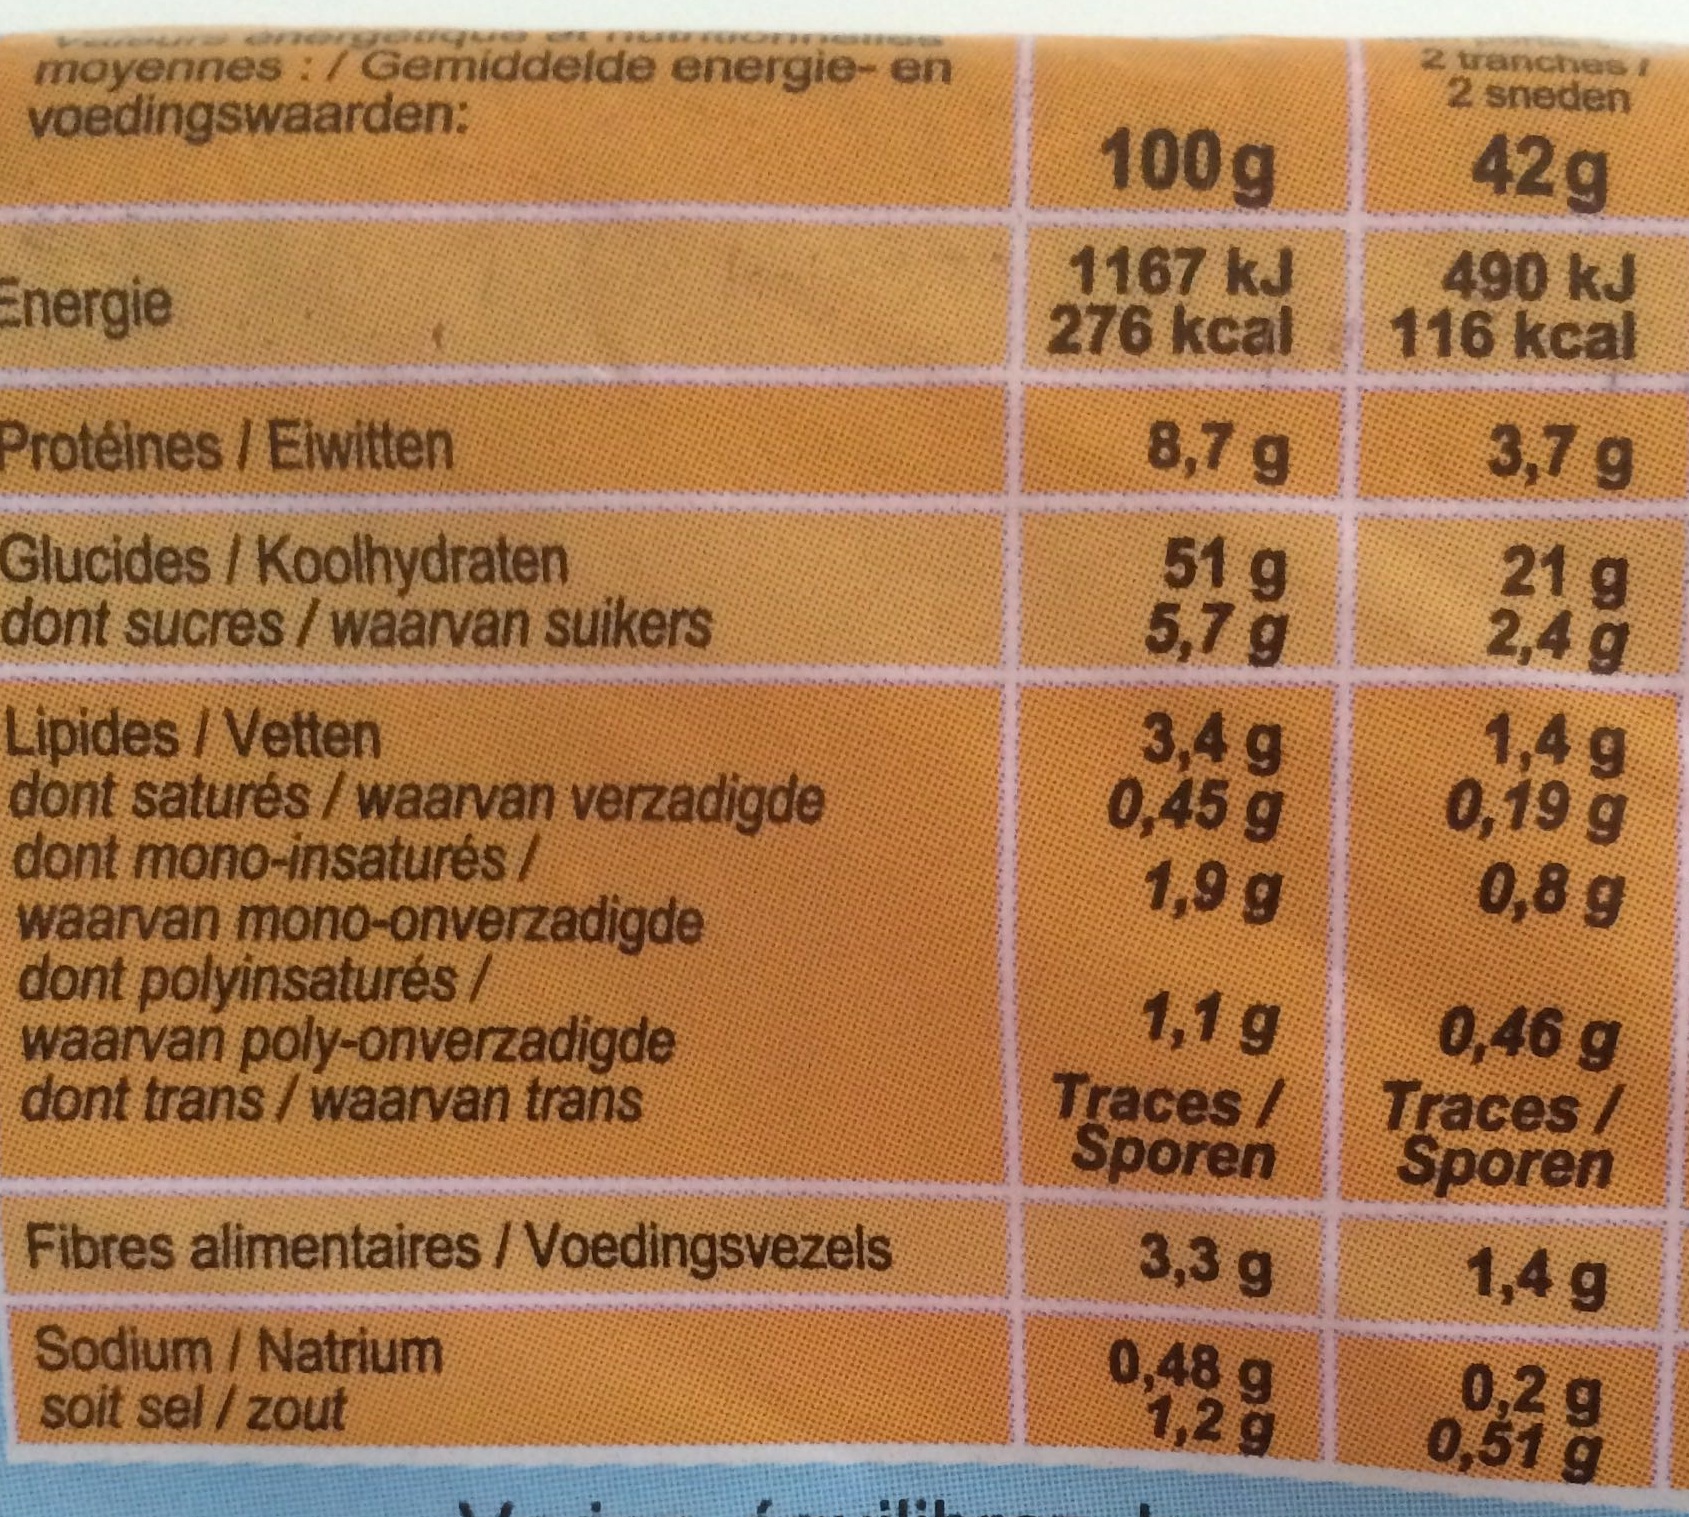 moyennes : / Gemiddelde energie- en
voedingswaarden:
2 tranches /
2 sneden
100g 42g
Energie 1167 kJ 490 kJ
276 kcal 116 kcal
Protéines / Eiwitten 8,7 g 3,7 g
Glucides / Koolhydraten 51 g 21 g
dont sucres / waarvan suikers 5,7 g 2,4 g
Lipides / Vetten 3,4 g 1,4 g
dont saturés / waarvan verzadigde 0,45 g 0,19 g
dont mono-insaturés / 1,9 g 0,8 g
waarvan mono-onverzadigde
dont polyinsaturés /
waarvan poly-onverzadigde 1,1 g 0,46 g
dont trans / waarvan trans Traces / Traces /
Sporen Sporen
Fibres alimentaires / Voedingsvezels 3,3 g 1,4 g
Sodium / Natrium 0,48 g 0,2 g
soit sel / zout 1,2 g 0,51 g